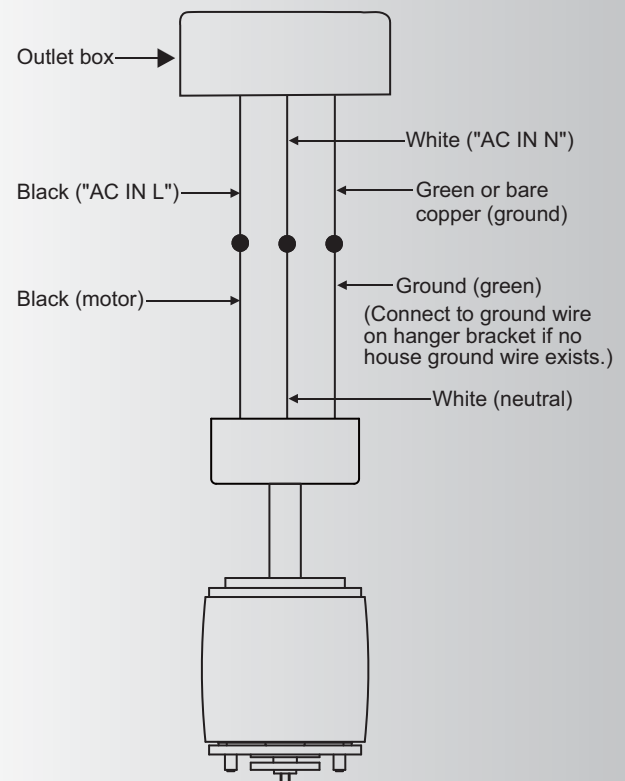 Outlet box
White ("AC IN N")
Black ("AC IN L")
Green or bare
copper (ground)
Black (motor)
Ground (green)
(Connect to ground wire
on hanger bracket if no
house ground wire exists.)
White (neutral)